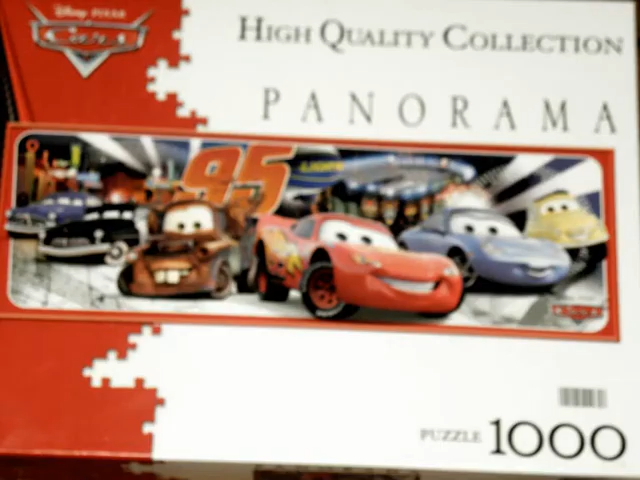 Disney PIXAR
Cars
HIGH QUALITY COLLECTION
PANORAMA
95
PUZZLE 1000